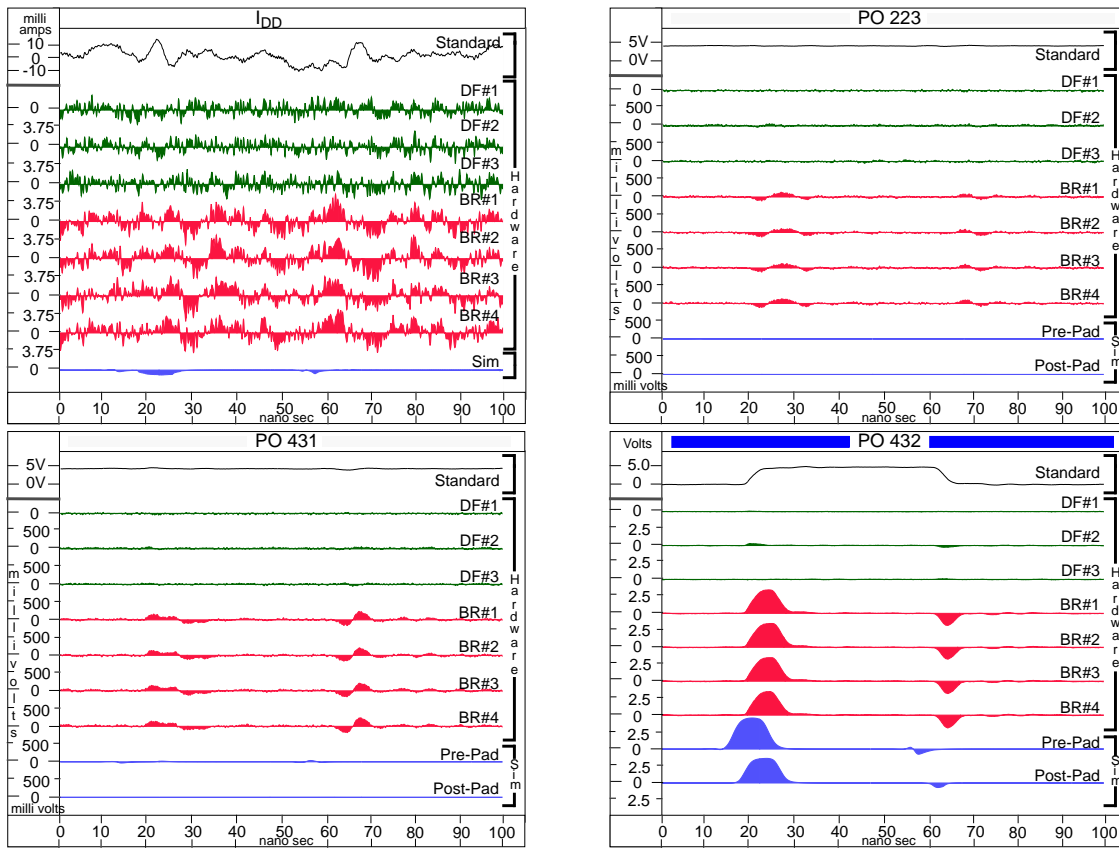 I_DD
milli
amps
10
0
-10
Standard
DF#1
0
3.75
DF#2
0
3.75
DF#3
0
3.75
BR#1
0
3.75
BR#2
0
3.75
BR#3
0
3.75
BR#4
0
3.75
Sim
0
Hardware
0 10 20 30 40 50 60 70 80 90 100
nano sec
PO 223
5V
0V
Standard
DF#1
0
500
DF#2
0
500
DF#3
0
500
BR#1
0
500
BR#2
0
500
BR#3
0
500
BR#4
0
500
Pre-Pad
0
500
Post-Pad
0
milli volts
millivolts
Hardware
Sim
0 10 20 30 40 50 60 70 80 90 100
nano sec
PO 431
5V
0V
Standard
DF#1
0
500
DF#2
0
500
DF#3
0
500
BR#1
0
500
BR#2
0
500
BR#3
0
500
BR#4
0
500
Pre-Pad
0
500
Post-Pad
0
milli volts
millivolts
Hardware
Sim
0 10 20 30 40 50 60 70 80 90 100
nano sec
Volts
PO 432
5.0
0
Standard
DF#1
0
2.5
DF#2
0
2.5
DF#3
0
2.5
BR#1
0
2.5
BR#2
0
2.5
BR#3
0
2.5
BR#4
0
2.5
Pre-Pad
0
2.5
Post-Pad
0
2.5
Hardware
Sim
0 10 20 30 40 50 60 70 80 90 100
nano sec